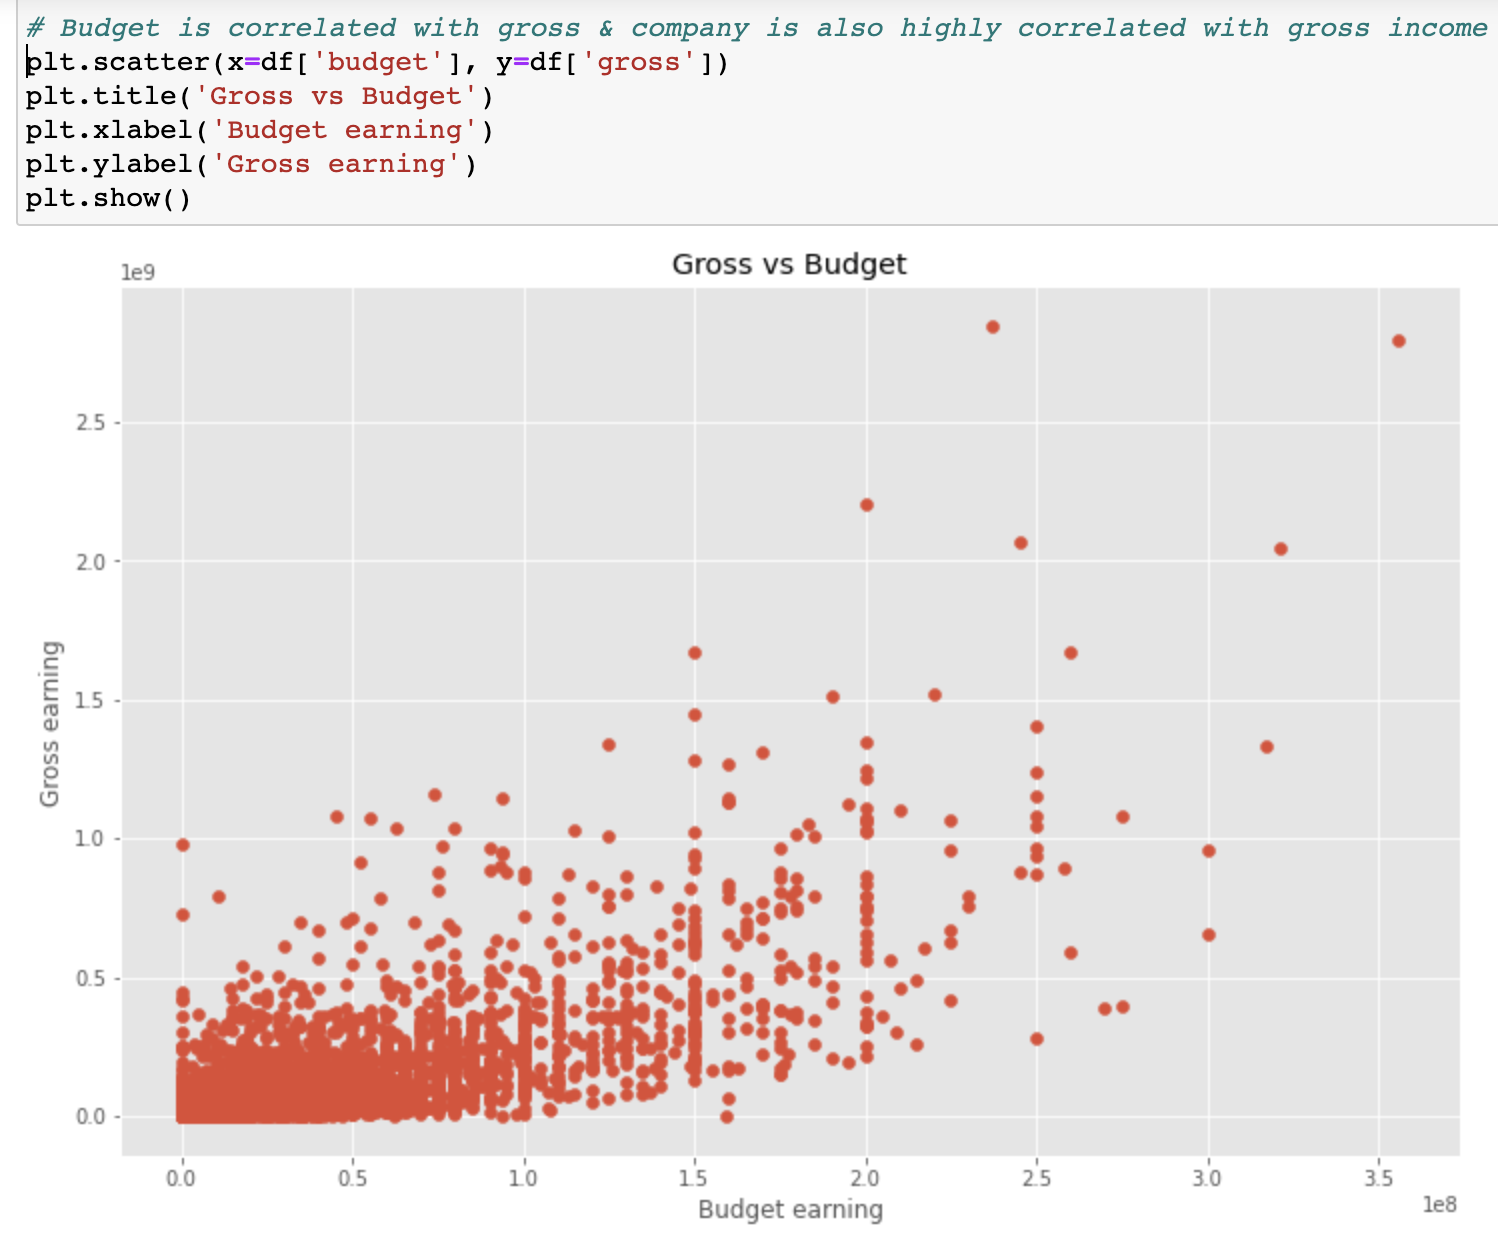 # Budget is correlated with gross & company is also highly correlated with gross income
plt.scatter(x=df['budget'], y=df['gross'])
plt.title('Gross vs Budget')
plt.xlabel('Budget earning')
plt.ylabel('Gross earning')
plt.show()
Gross vs Budget
1e9
2.5
2.0
1.5
1.0
0.5
0.0
Gross earning
0.0 0.5 1.0 1.5 2.0 2.5 3.0 3.5
1e8
Budget earning